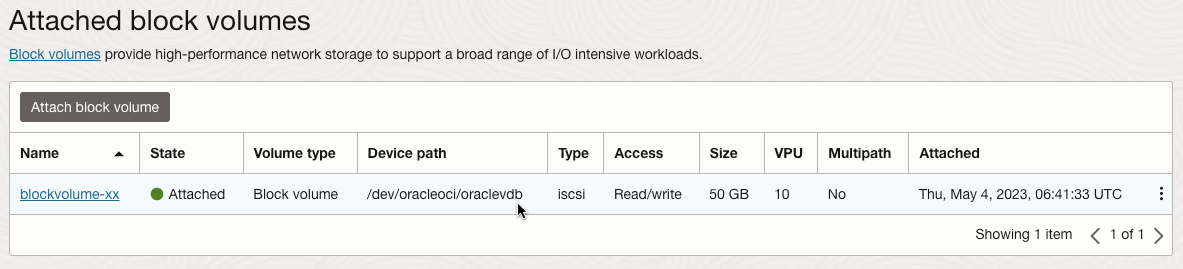 Attached block volumes
Block volumes provide high-performance network storage to support a broad range of I/O intensive workloads.
Attach block volume
Name State Volume type Device path Type Access Size VPU Multipath Attached
blockvolume-xx Attached Block volume /dev/oracleoci/oraclevdb iscsi Read/write 50 GB 10 No Thu, May 4, 2023, 06:41:33 UTC
Showing 1 item 1 of 1